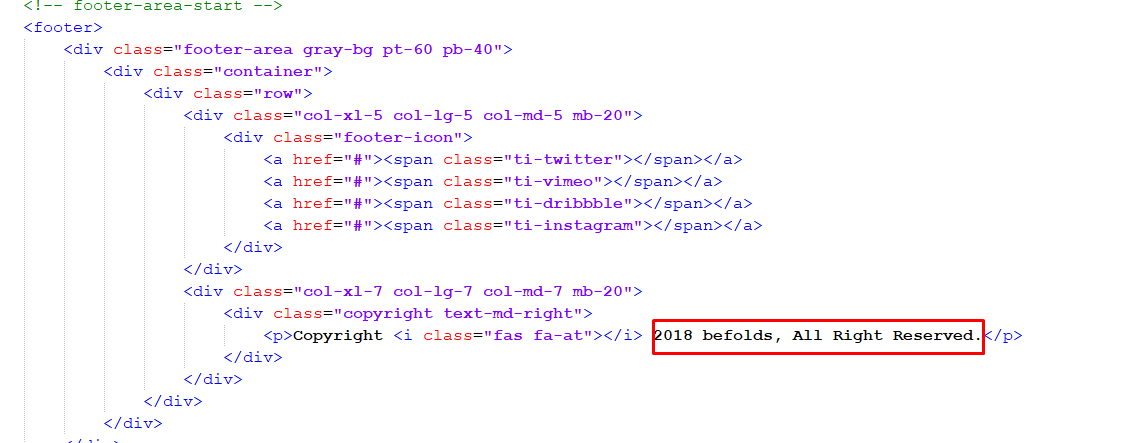 <!-- footer-area-start -->
<footer>
<div class="footer-area gray-bg pt-60 pb-40">
<div class="container">
<div class="row">
<div class="col-xl-5 col-lg-5 col-md-5 mb-20">
<div class="footer-icon">
<a href="#"><span class="ti-twitter"></span></a>
<a href="#"><span class="ti-vimeo"></span></a>
<a href="#"><span class="ti-dribbble"></span></a>
<a href="#"><span class="ti-instagram"></span></a>
</div>
</div>
<div class="col-xl-7 col-lg-7 col-md-7 mb-20">
<div class="copyright text-md-right">
<p>Copyright <i class="fas fa-at"></i> 2018 befolds, All Right Reserved.</p>
</div>
</div>
</div>
</div>